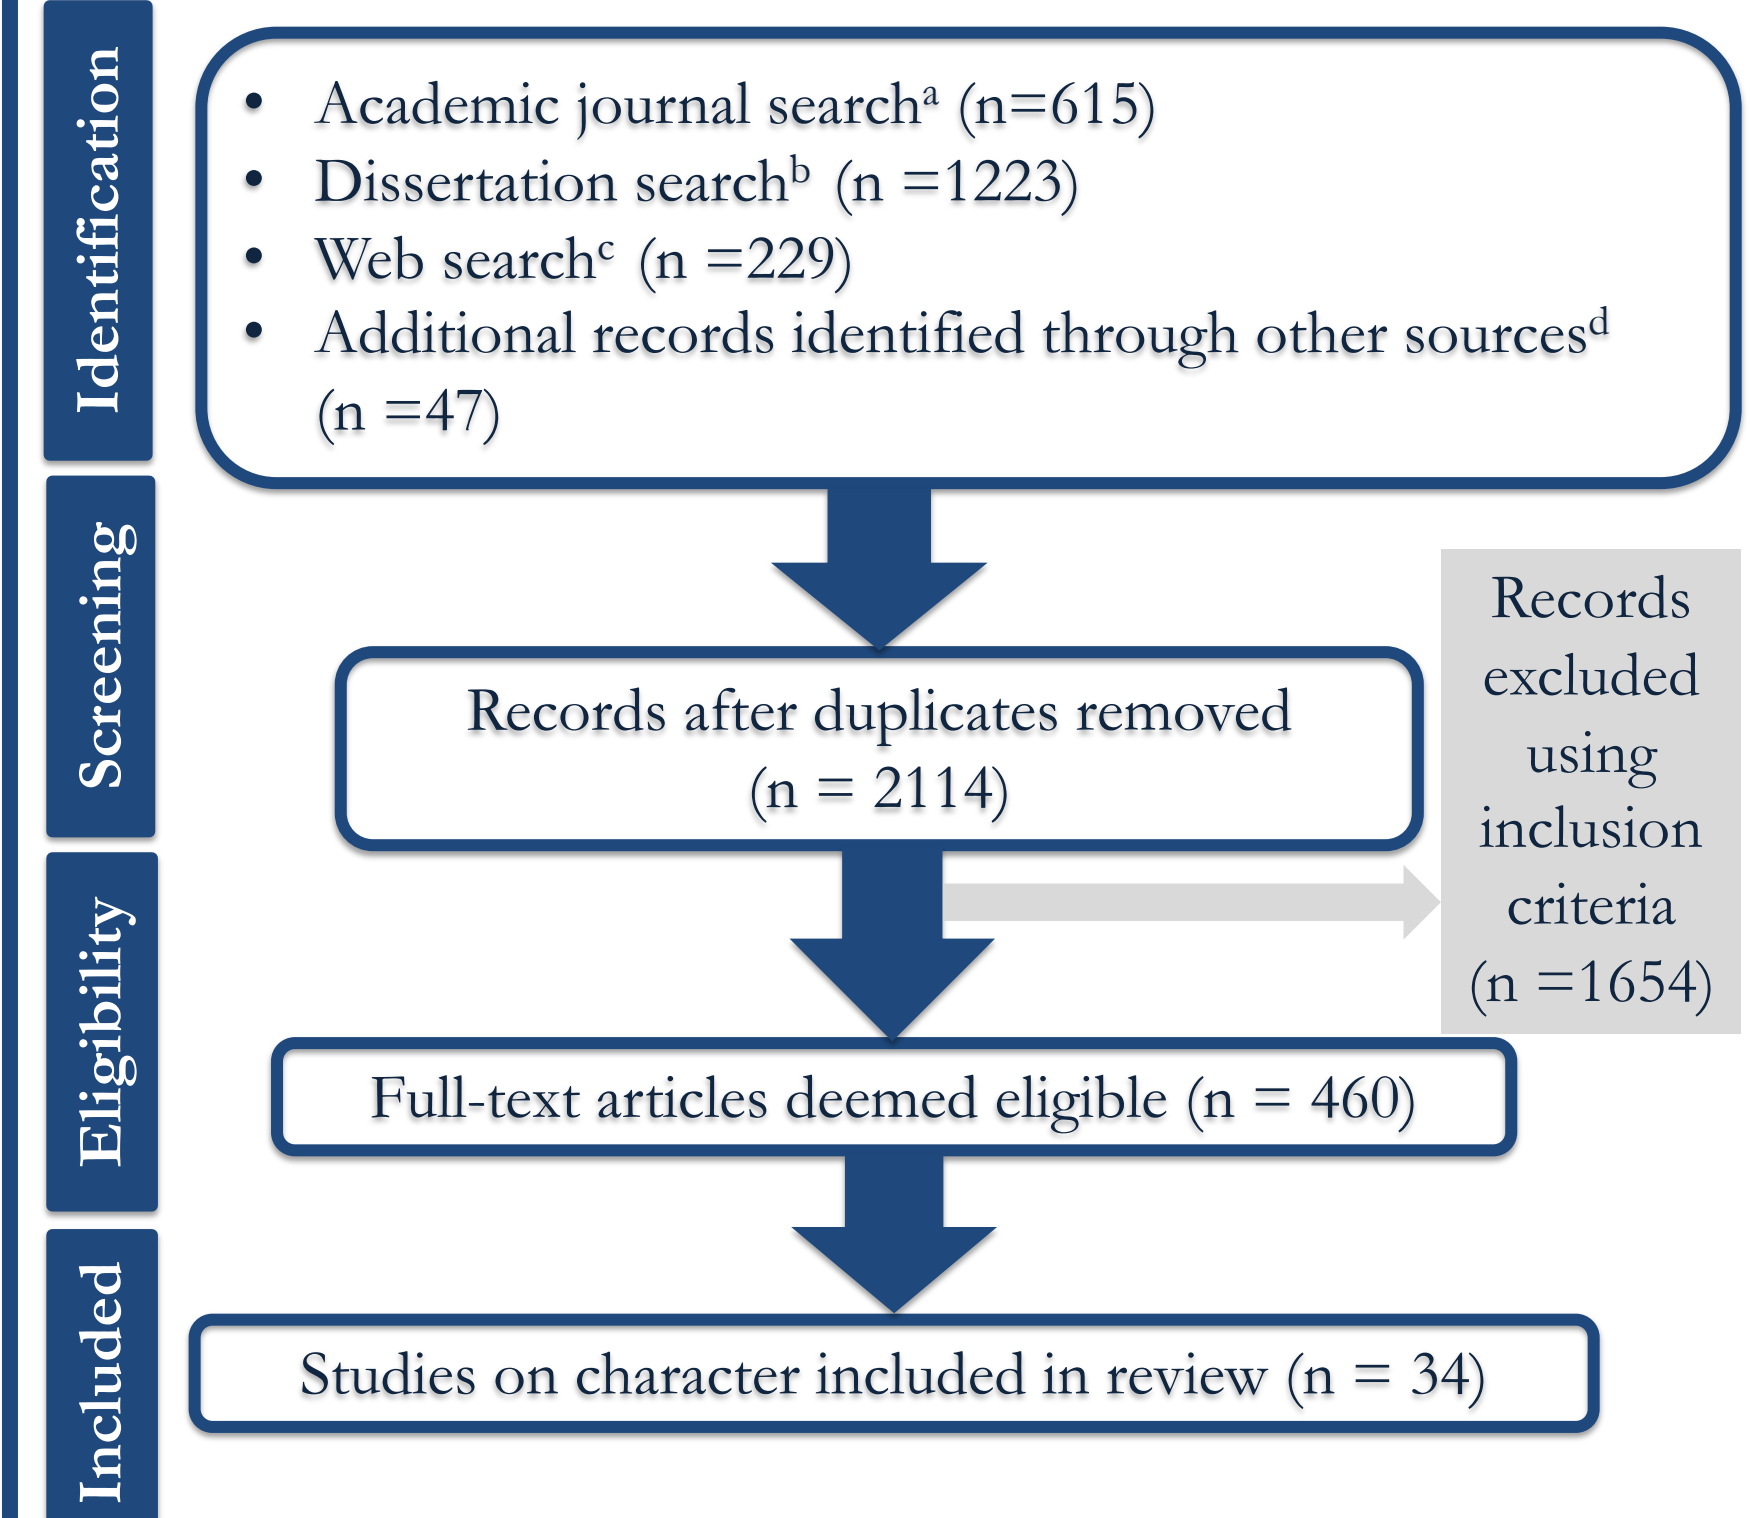 Identification
• Academic journal searchᵃ (n=615)
• Dissertation searchᵇ (n =1223)
• Web searchᶜ (n =229)
• Additional records identified through other sourcesᵈ
(n =47)
Screening
Records after duplicates removed
(n = 2114)
Records
excluded
using
inclusion
criteria
(n =1654)
Eligibility
Full-text articles deemed eligible (n = 460)
Included
Studies on character included in review (n = 34)